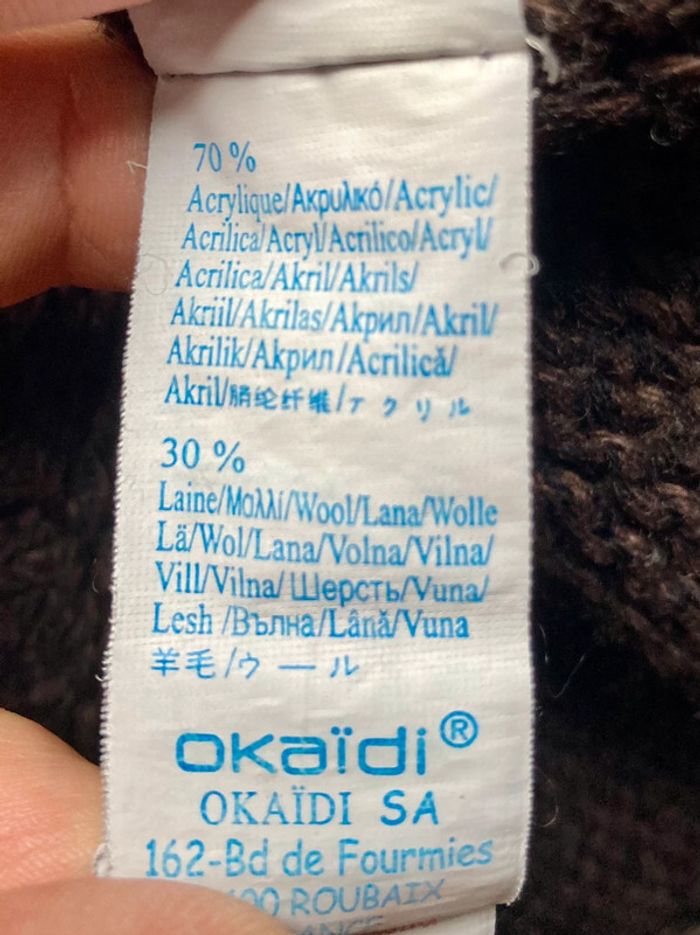 70 %
Acrylique/Ακρυλικό/Acrylic/
Acrilica/Acryl/Acrilico/Acryl/
Acrilica/Akril/Akrils/
Akriil/Akrilas/Акрил/Akril/
Akrilik/Акрил/Acrilică/
Akril/腈纶纤维/アクリル
30 %
Laine/Μαλλί/Wool/Lana/Wolle
Lä/Wol/Lana/Volna/Vilna/
Vill/Vilna/ Шерсть/Vuna/
Lesh /Вълна/Lână/Vuna
羊毛/ウール
okaïdi®
OKAÏDI SA
162-Bd de Fourmies
ROUBAIX